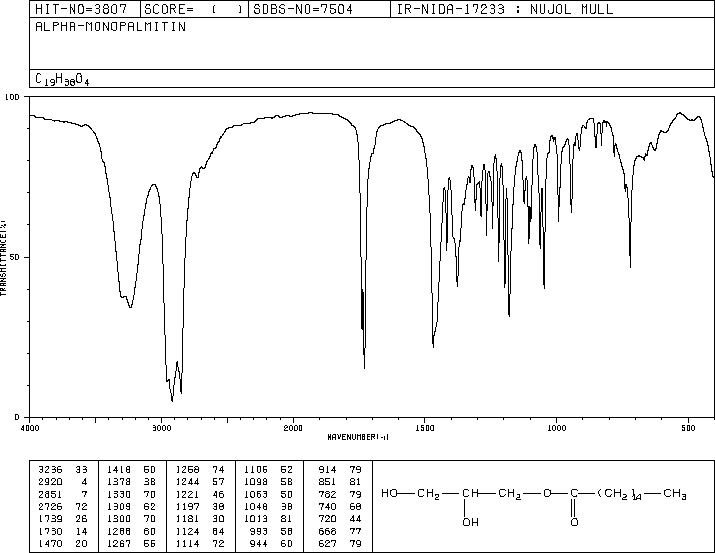 HIT-NO=3807 SCORE= ( ) SDBS-NO=7504 IR-NIDA-17233 : NUJOL MULL
ALPHA-MONOPALMITIN
C19H38O4
100
50
0
TRANSMITTANCE(%)
4000 3000 2000 1500 1000 500
WAVENUMBER(-1)
3236 33 1418 50 1268 74 1106 52 914 79
2920 4 1378 38 1244 57 1098 58 851 81
2851 7 1330 70 1221 46 1063 50 782 79
2726 72 1309 62 1197 38 1048 38 740 68
1739 26 1300 70 1181 30 1013 81 720 44
1730 14 1288 60 1124 64 993 58 668 77
1470 20 1267 55 1114 72 944 60 627 79
HO—CH2—CH—CH2—O—C—(CH2)14—CH3
OH O